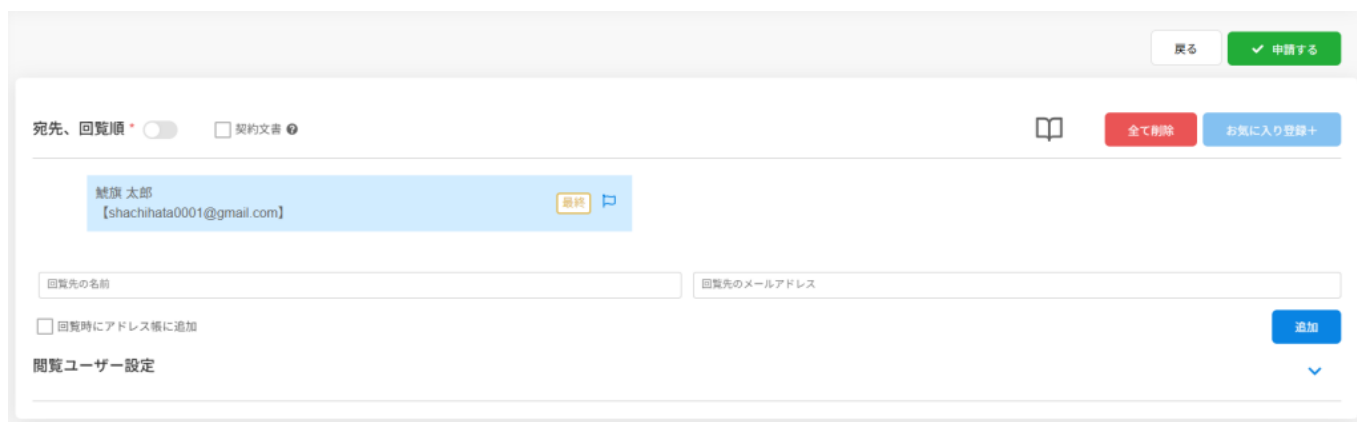 戻る
申請する
宛先、回覧順 *
契約文書
全て削除
お気に入り登録+
鯱旗 太郎
最終
【shachihata0001@gmail.com】
回覧先の名前
回覧先のメールアドレス
回覧時にアドレス帳に追加
追加
閲覧ユーザー設定